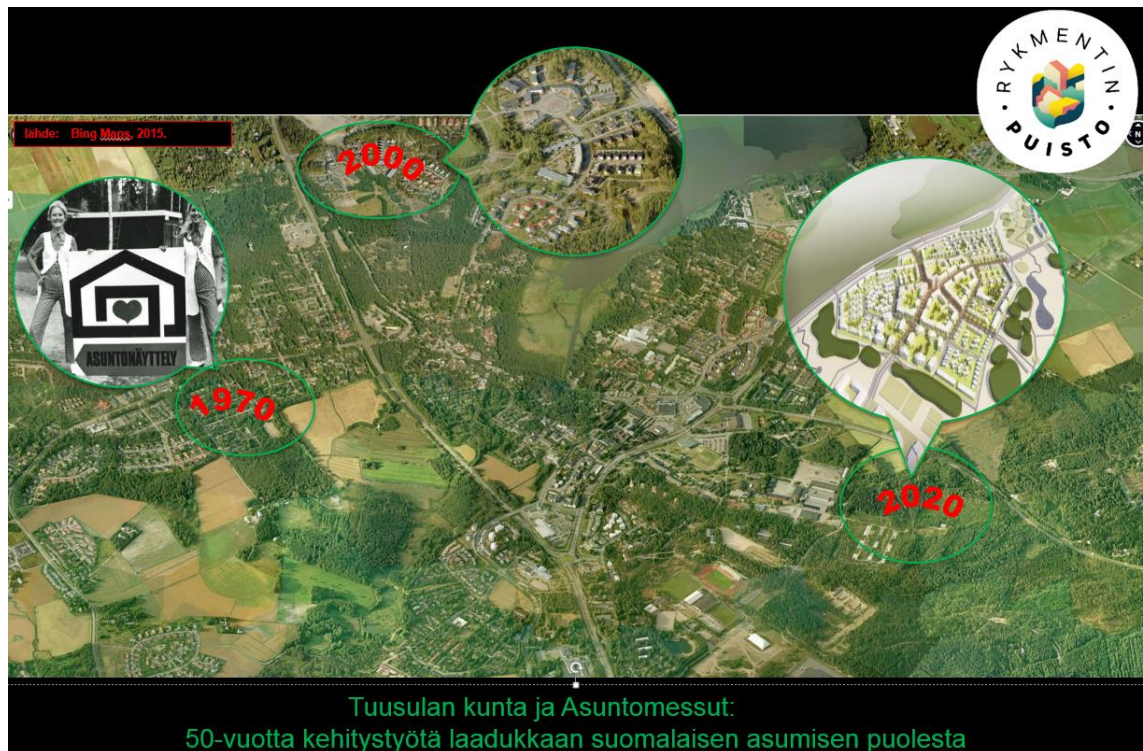 RYKMENTIN
PUISTO
N
lähde: Bing Maps, 2015.
2000
ASUNTONÄYTTELY
1970
2020
Tuusulan kunta ja Asuntomessut:
50-vuotta kehitystyötä laadukkaan suomalaisen asumisen puolesta